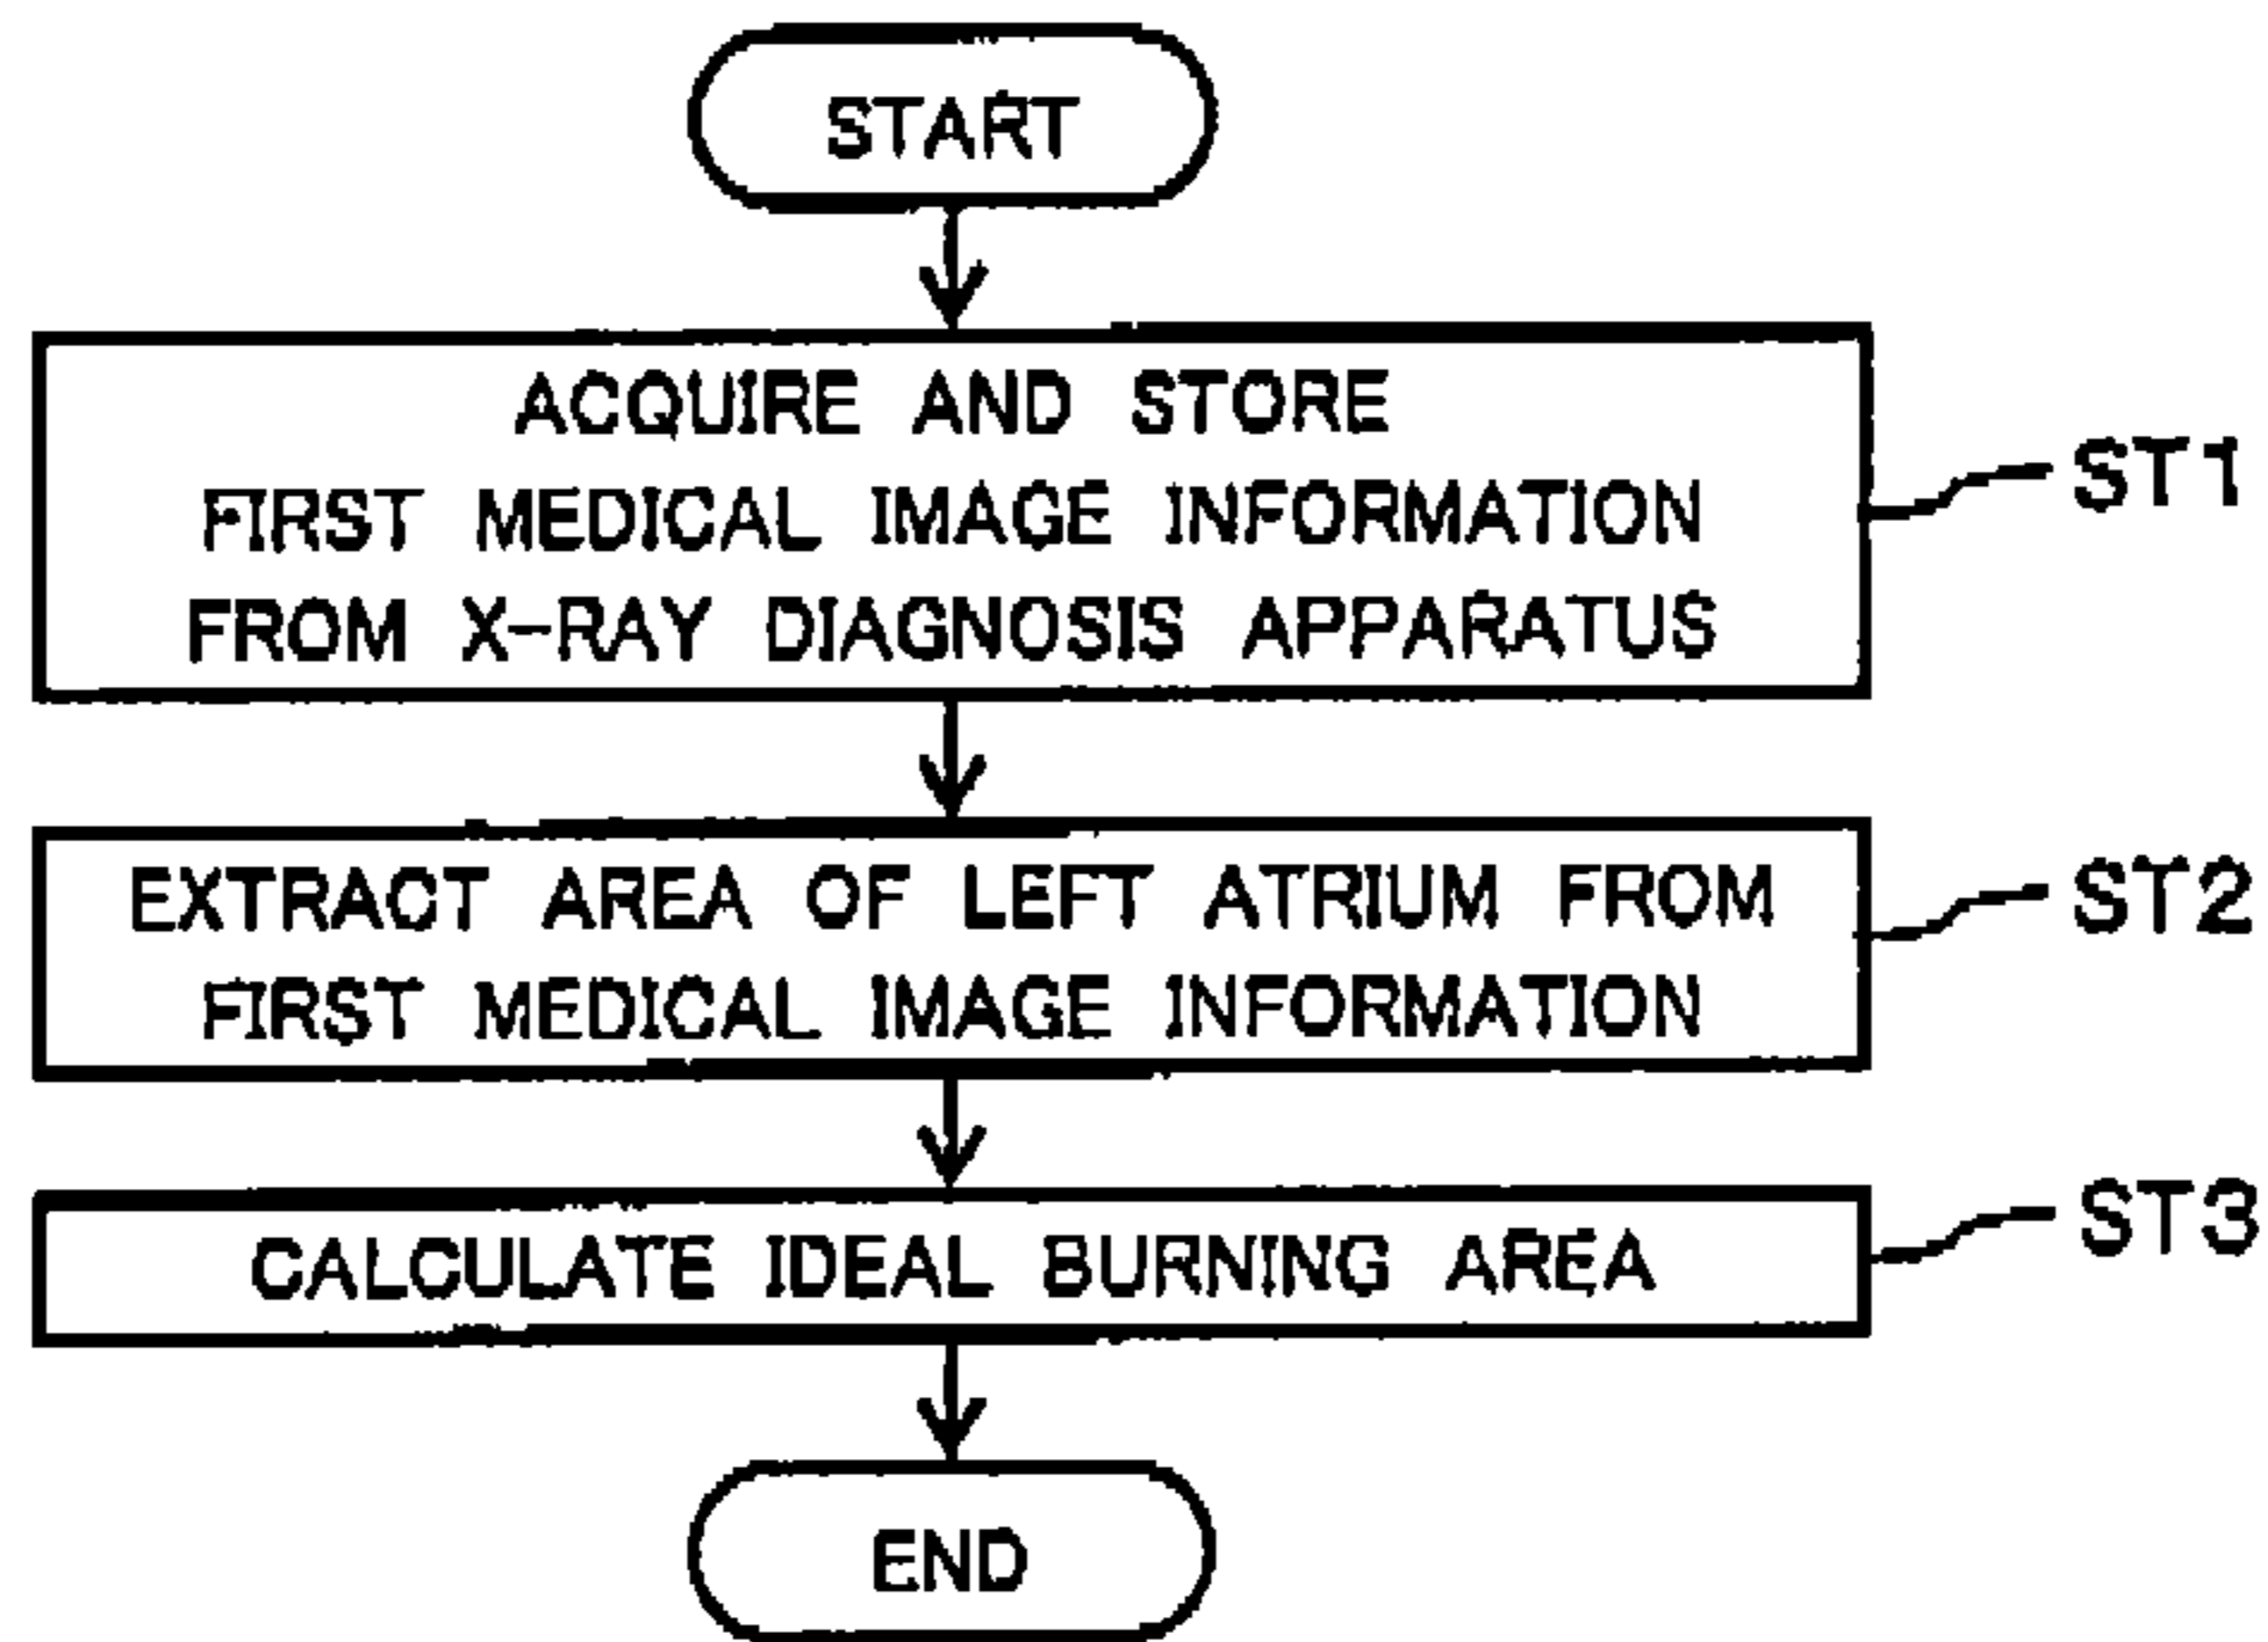 START
ACQUIRE AND STORE
FIRST MEDICAL IMAGE INFORMATION
FROM X-RAY DIAGNOSIS APPARATUS
ST1
EXTRACT AREA OF LEFT ATRIUM FROM
FIRST MEDICAL IMAGE INFORMATION
ST2
CALCULATE IDEAL BURNING AREA
ST3
END